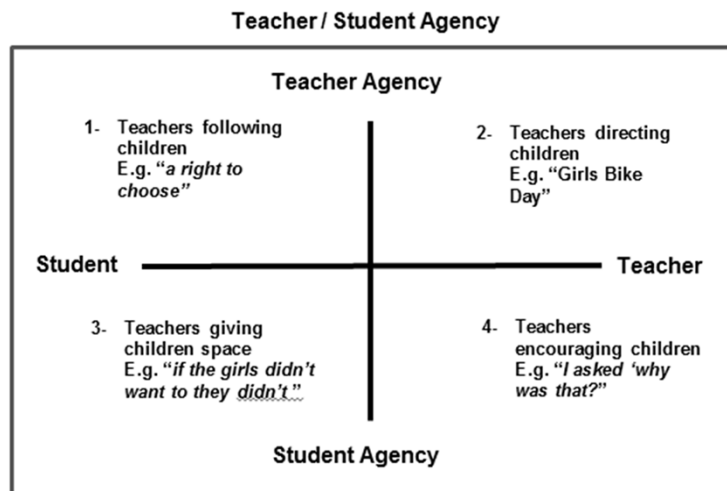 Teacher / Student Agency
Teacher Agency
1- Teachers following
children
E.g. “a right to
choose”
2- Teachers directing
children
E.g. “Girls Bike
Day”
Student
Teacher
3- Teachers giving
children space
E.g. “if the girls didn’t
want to they didn’t”
4- Teachers
encouraging children
E.g. “I asked ‘why
was that?”
Student Agency